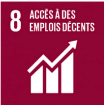 8 ACCÈS À DES
EMPLOIS DÉCENTS